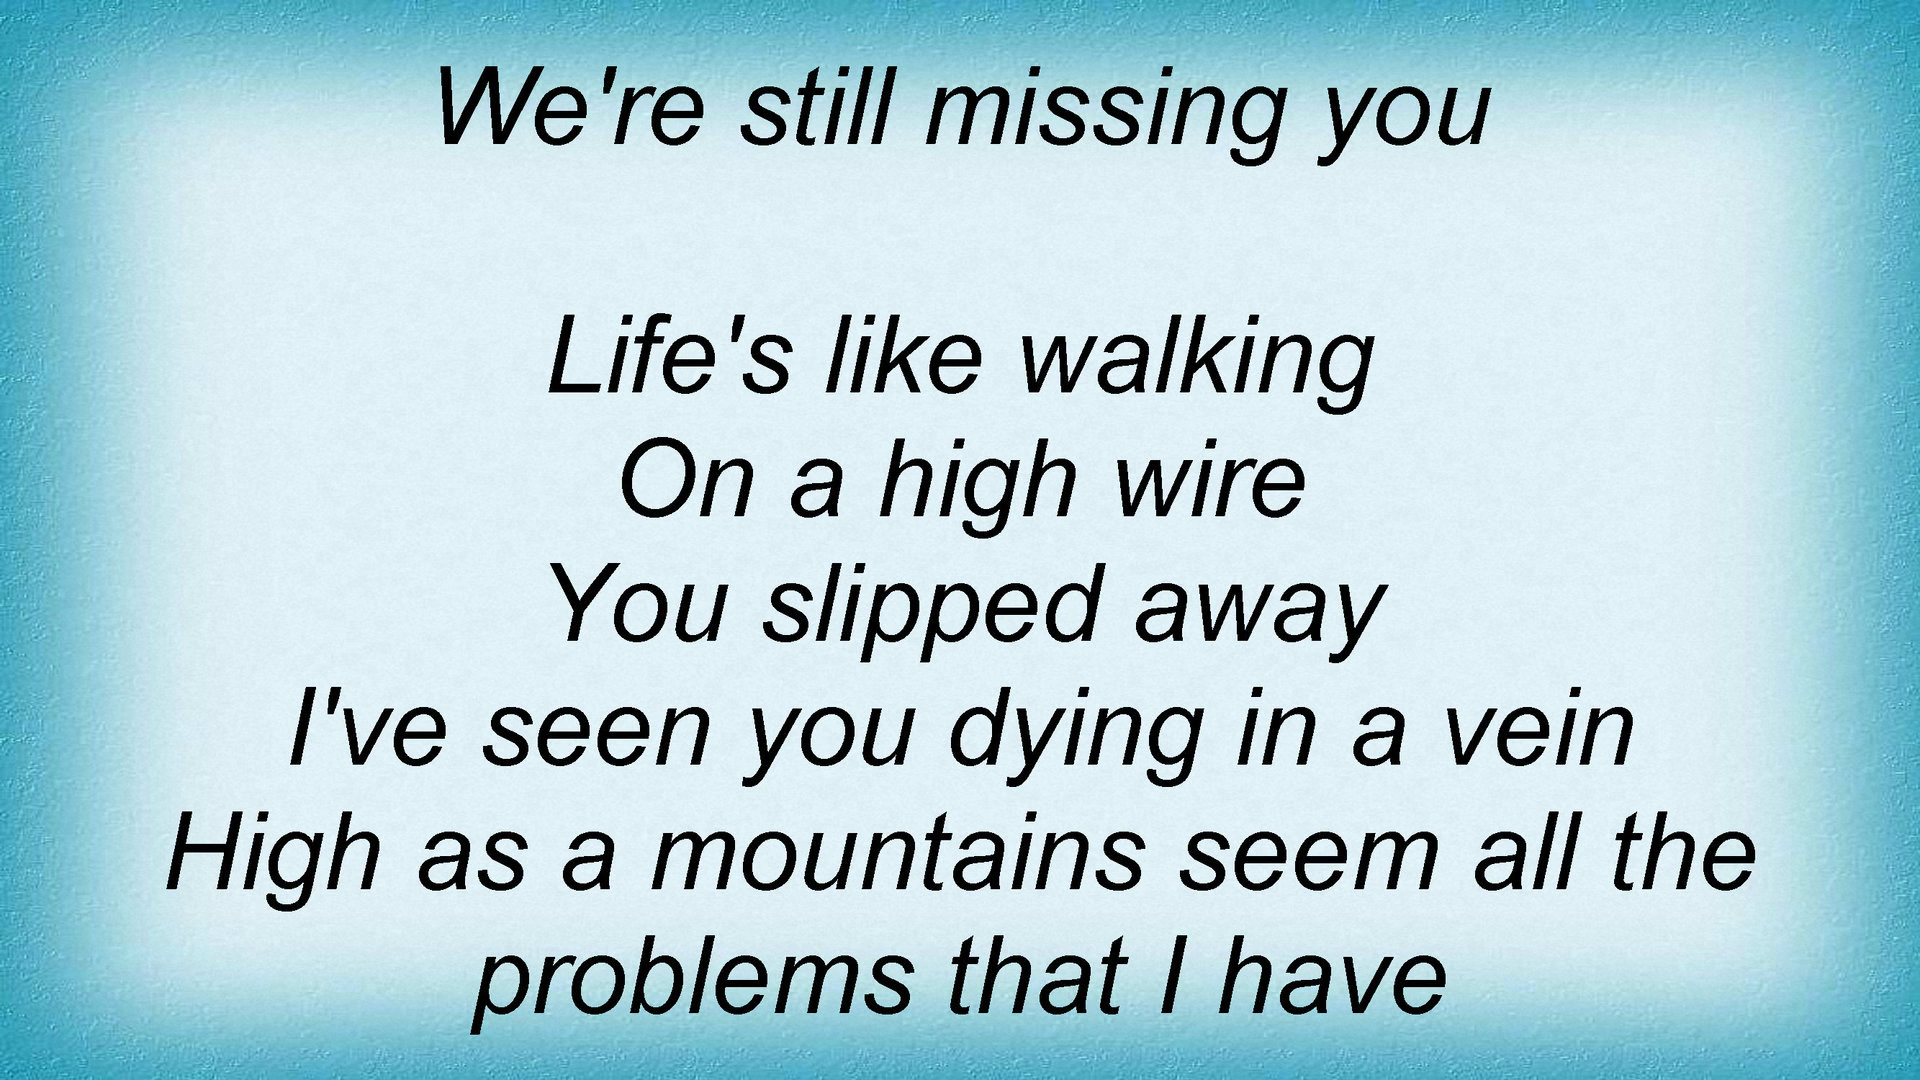 We're still missing you
Life's like walking
On a high wire
You slipped away
I've seen you dying in a vein
High as a mountains seem all the
problems that I have